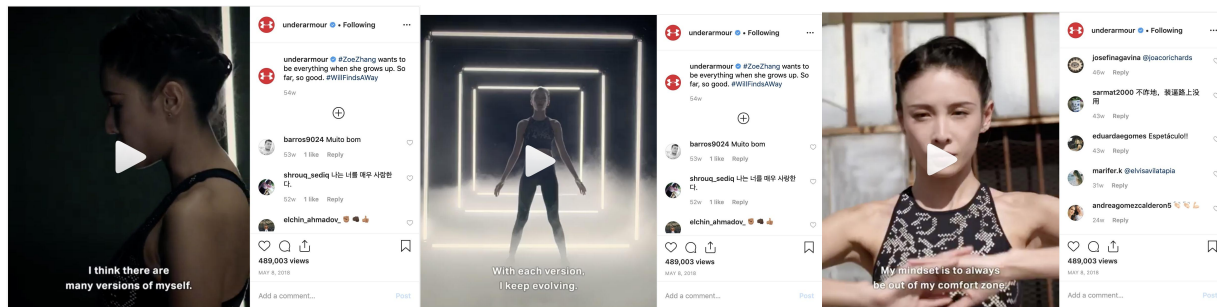 I think there are
many versions of myself.
underarmour • Following
underarmour #ZoeZhang wants to
be everything when she grows up. So
far, so good. #WillFindsAWay
54w
barros9024 Muito bom
53w 1 like Reply
shrouq_sediq 나는 너를 매우 사랑한
다.
52w 1 like Reply
elchin_ahmadov_ ✊🏾 👊🏿 👍🏽
489,003 views
MAY 8, 2018
Add a comment...
Post
With each version,
I keep evolving.
underarmour • Following
underarmour #ZoeZhang wants to
be everything when she grows up. So
far, so good. #WillFindsAWay
54w
barros9024 Muito bom
53w 1 like Reply
shrouq_sediq 나는 너를 매우 사랑한
다.
52w 1 like Reply
elchin_ahmadov_ ✊🏾 👊🏿 👍🏽
489,003 views
MAY 8, 2018
Add a comment...
Post
My mindset is to always
be out of my comfort zone.
underarmour • Following
josefinagavina @joacorichards
46w Reply
sarmat2000 不咋地，装逼路上没
用
43w Reply
eduardaegomes Espetáculo!!
43w Reply
marifer.k @elvisavilatapia
31w Reply
andreagomezcalderon5 👏🏻 👏🏻 💪🏻
24w Reply
489,003 views
MAY 8, 2018
Add a comment...
Post